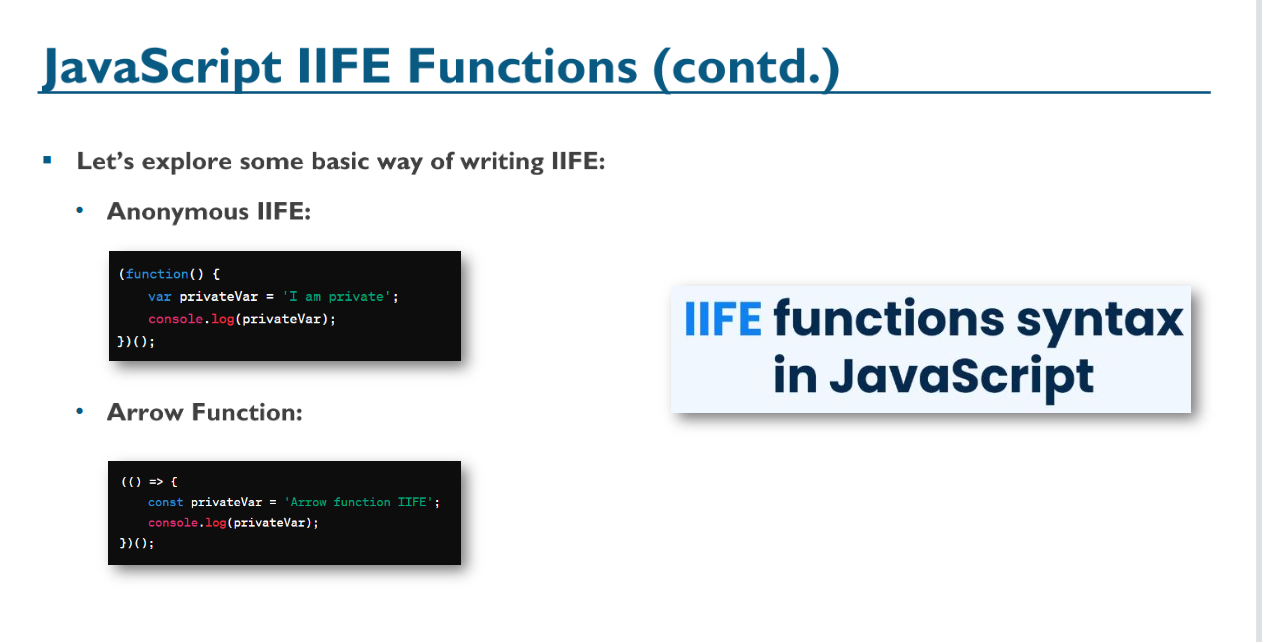 JavaScript IIFE Functions (contd.)
▪ Let’s explore some basic way of writing IIFE:
• Anonymous IIFE:
(function() {
    var privateVar = 'I am private';
    console.log(privateVar);
})();
IIFE functions syntax
in JavaScript
• Arrow Function:
(() => {
    const privateVar = 'Arrow function IIFE';
    console.log(privateVar);
})();